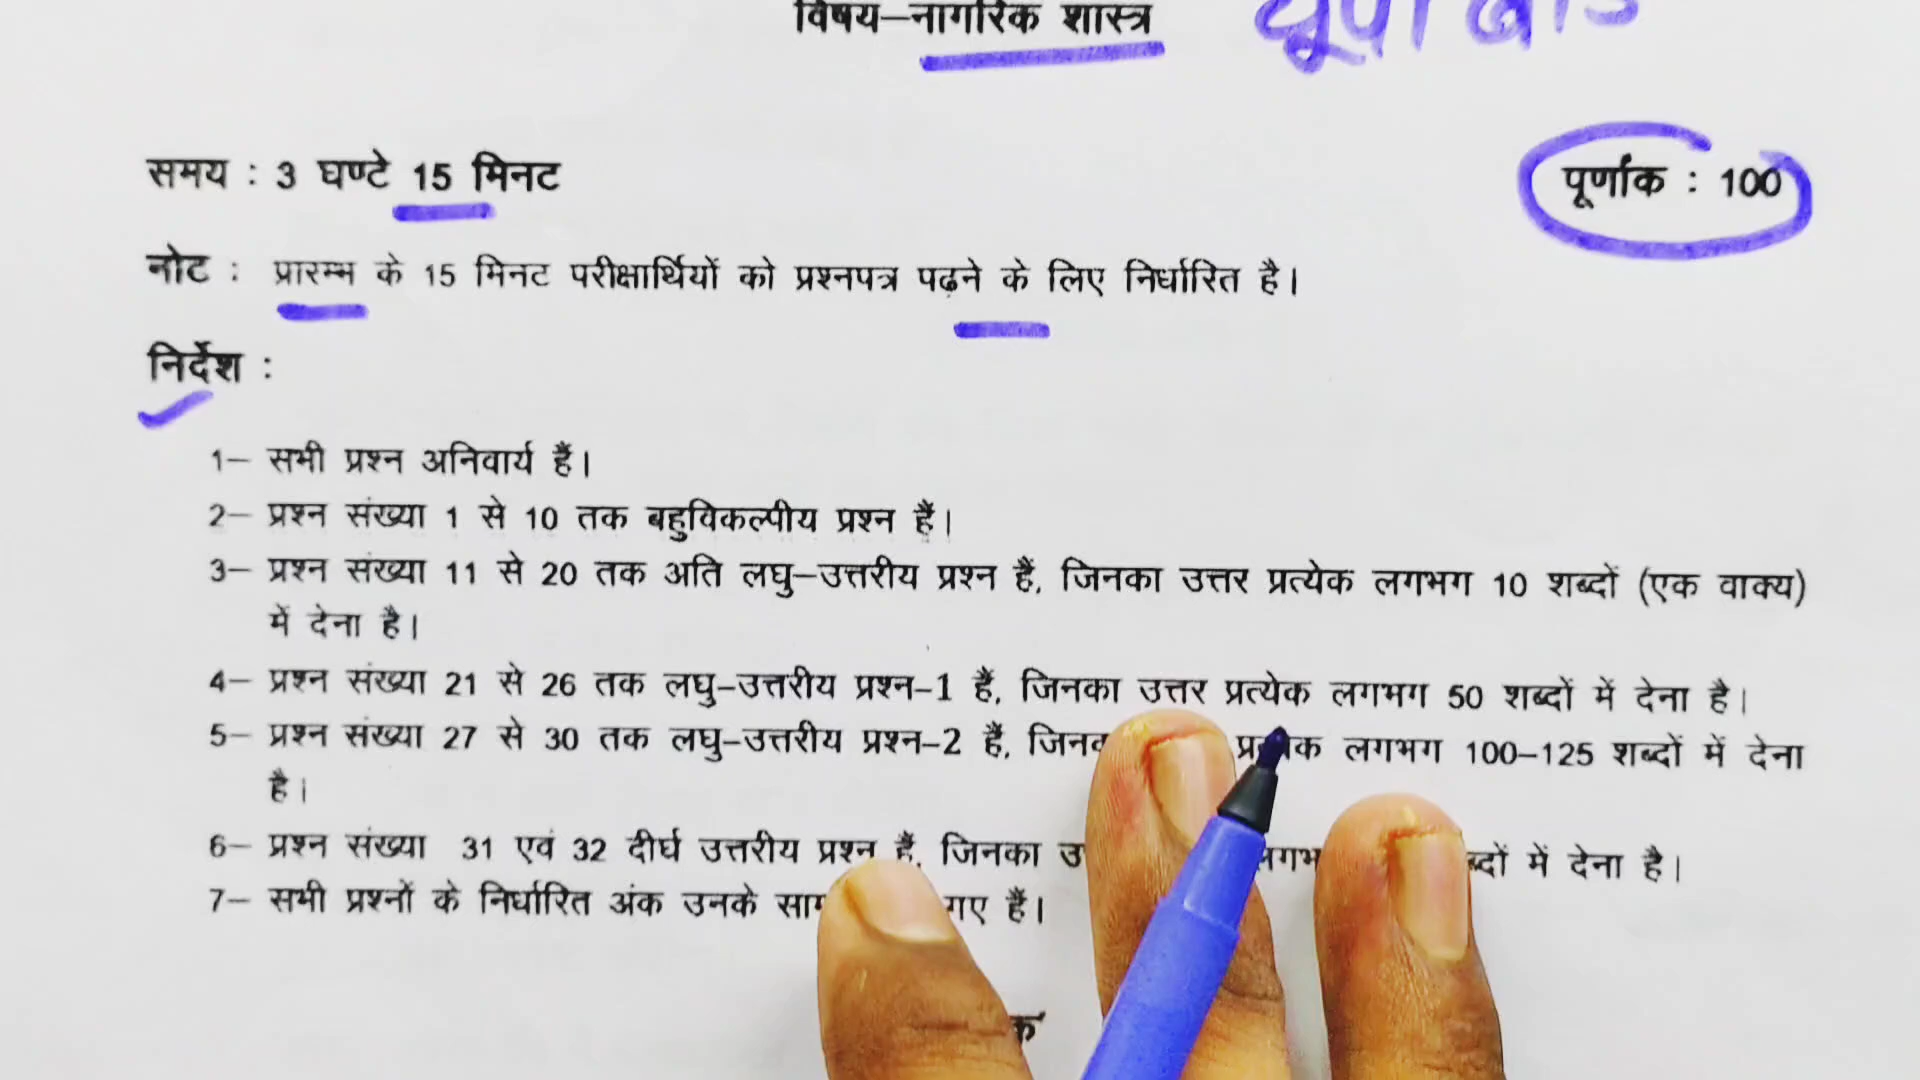 विषय–नागरिक शास्त्र
समय : 3 घण्टे 15 मिनट
पूर्णांक : 100
नोट : प्रारम्भ के 15 मिनट परीक्षार्थियों को प्रश्नपत्र पढ़ने के लिए निर्धारित है।
निर्देश :
1– सभी प्रश्न अनिवार्य हैं।
2– प्रश्न संख्या 1 से 10 तक बहुविकल्पीय प्रश्न हैं।
3– प्रश्न संख्या 11 से 20 तक अति लघु–उत्तरीय प्रश्न हैं, जिनका उत्तर प्रत्येक लगभग 10 शब्दों (एक वाक्य)
में देना है।
4– प्रश्न संख्या 21 से 26 तक लघु–उत्तरीय प्रश्न–1 हैं, जिनका उत्तर प्रत्येक लगभग 50 शब्दों में देना है।
5– प्रश्न संख्या 27 से 30 तक लघु–उत्तरीय प्रश्न–2 हैं, लगभग 100–125 शब्दों में देना
है।
6– प्रश्न संख्या 31 एवं 32 दीर्घ उत्तरीय प्रश्न हैं, जिनका में देना है।
7– सभी प्रश्नों के निर्धारित अंक उनके गए हैं।